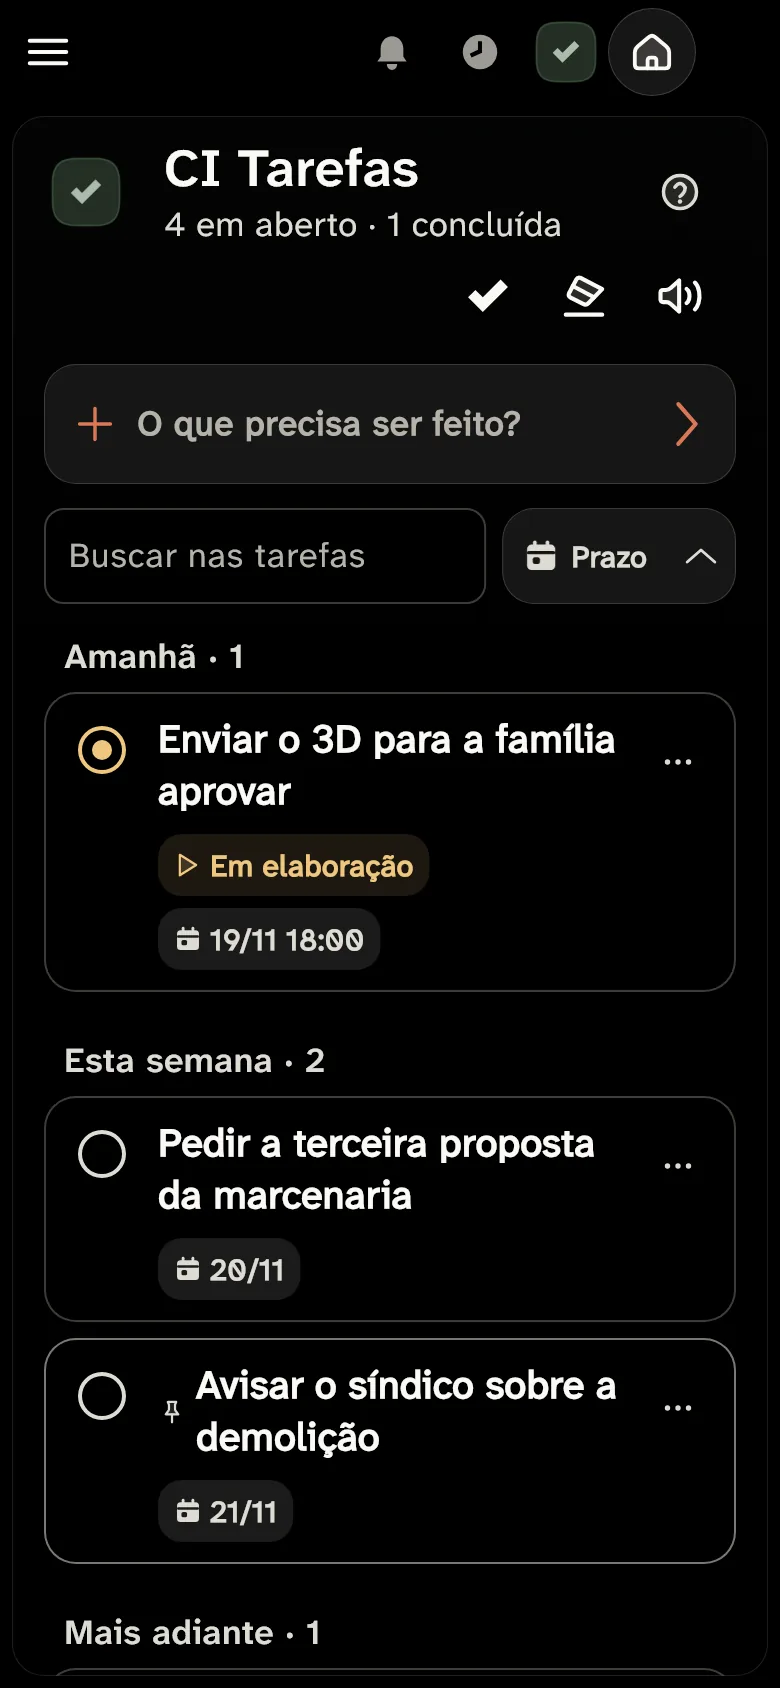 CI Tarefas
4 em aberto · 1 concluída
O que precisa ser feito?
Buscar nas tarefas
Prazo
Amanhã · 1
Enviar o 3D para a família
aprovar
...
Em elaboração
19/11 18:00
Esta semana · 2
Pedir a terceira proposta
da marcenaria
...
20/11
Avisar o síndico sobre a
demolição
...
21/11
Mais adiante · 1